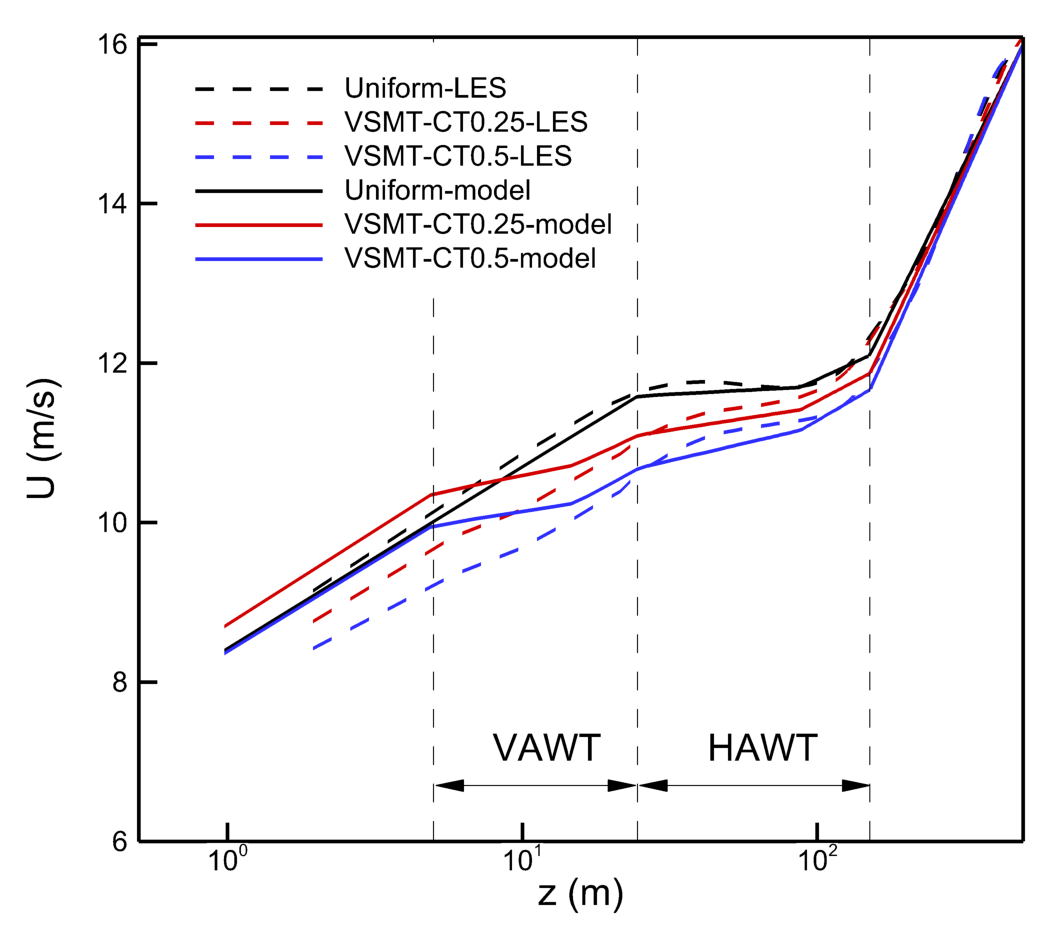 16
14
12
10
8
6
U (m/s)
Uniform-LES
VSMT-CT0.25-LES
VSMT-CT0.5-LES
Uniform-model
VSMT-CT0.25-model
VSMT-CT0.5-model
VAWT
HAWT
10⁰
10¹
10²
z (m)